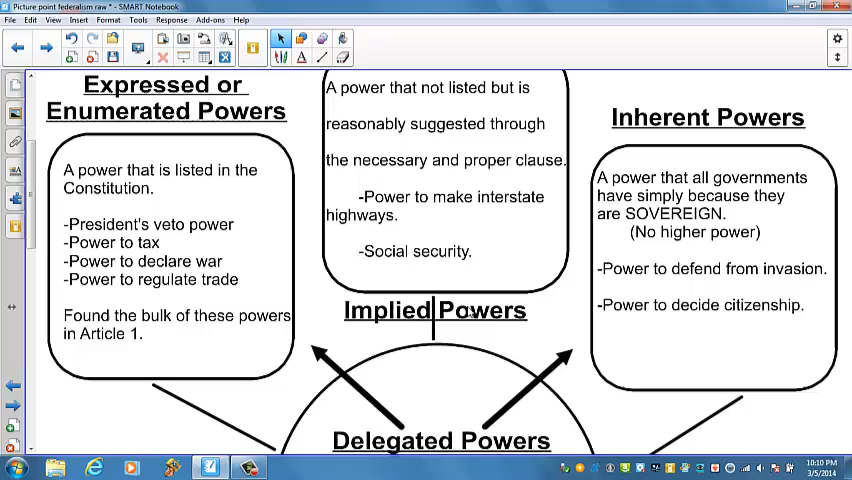 Picture point federalism raw * - SMART Notebook
File Edit View Insert Format Tools Response Add-ons Help
Expressed or
Enumerated Powers
A power that is listed in the
Constitution.
-President's veto power
-Power to tax
-Power to declare war
-Power to regulate trade
Found the bulk of these powers
in Article 1.
A power that not listed but is
reasonably suggested through
the necessary and proper clause.
-Power to make interstate
highways.
-Social security.
Implied Powers
Inherent Powers
A power that all governments
have simply because they
are SOVEREIGN.
(No higher power)
-Power to defend from invasion.
-Power to decide citizenship.
Delegated Powers
10:10 PM
3/5/2014